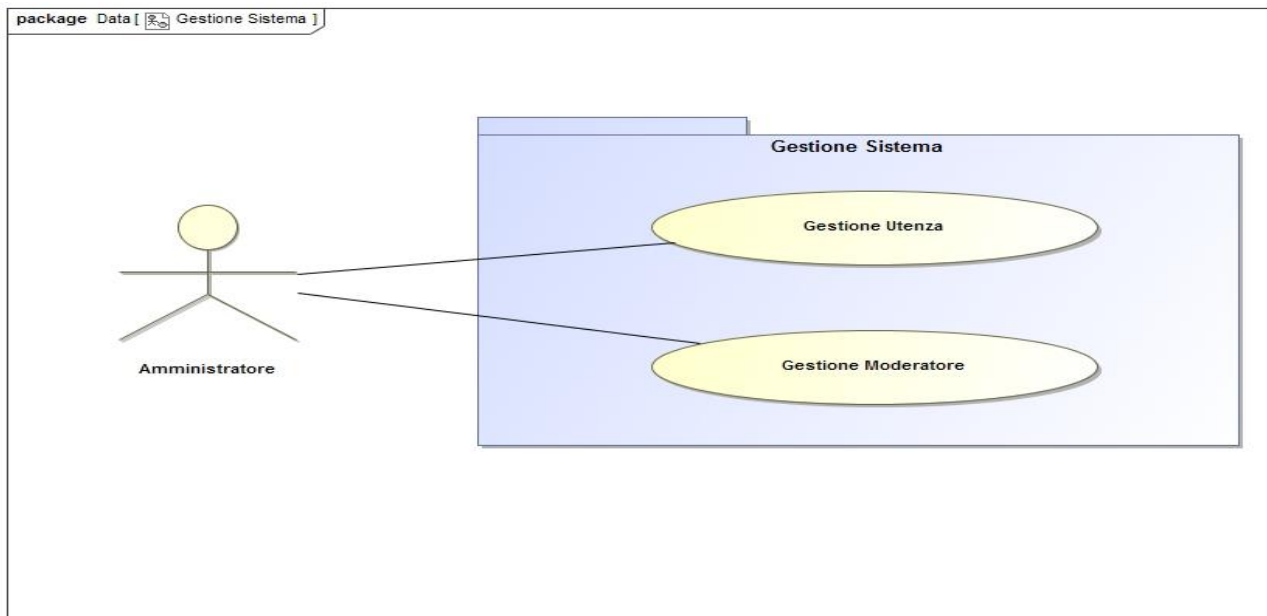 package Data [ Gestione Sistema ]
Gestione Sistema
Gestione Utenza
Gestione Moderatore
Amministratore